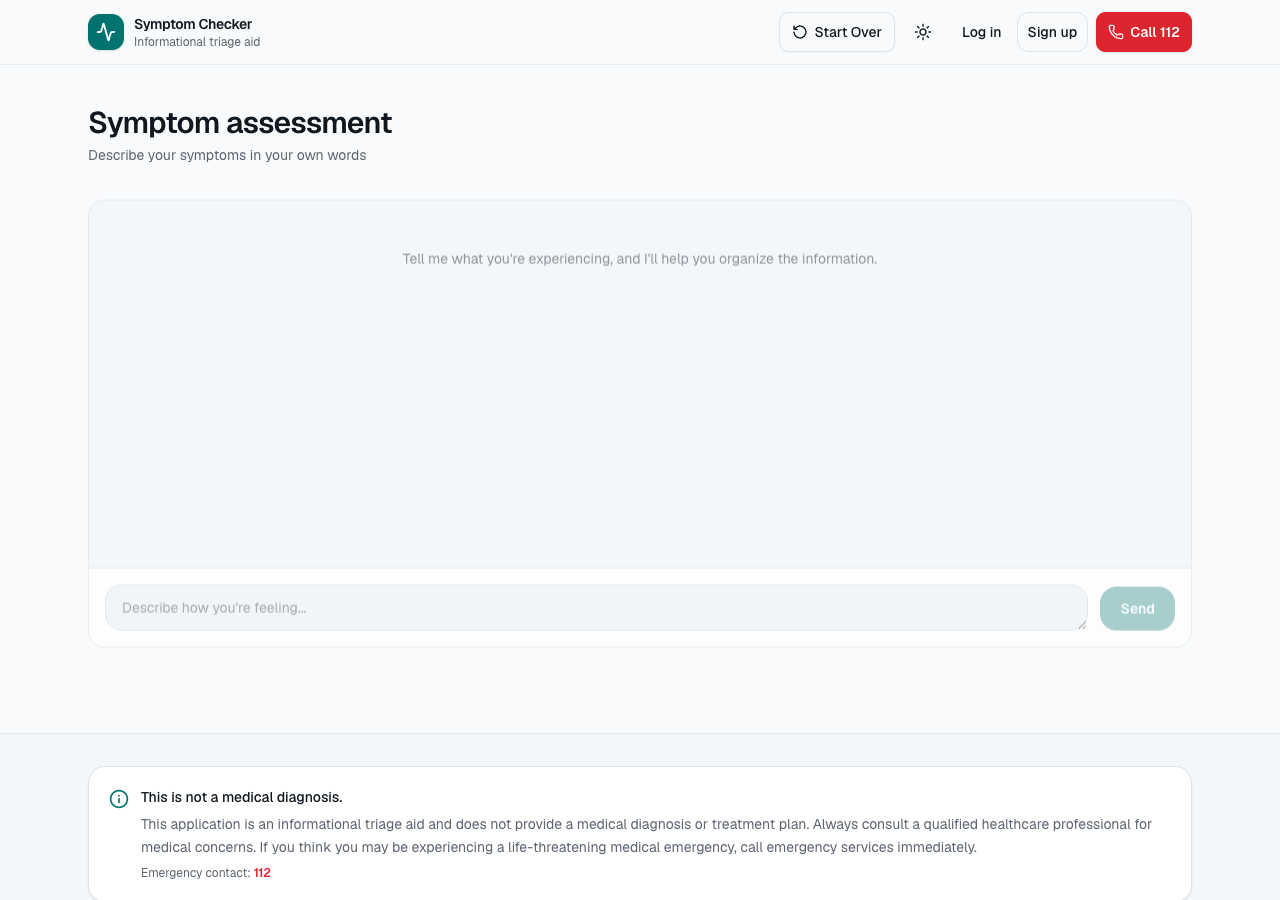 Symptom Checker
Informational triage aid
Start Over
Log in
Sign up
Call 112
Symptom assessment
Describe your symptoms in your own words
Tell me what you're experiencing, and I'll help you organize the information.
Describe how you're feeling...
Send
This is not a medical diagnosis.
This application is an informational triage aid and does not provide a medical diagnosis or treatment plan. Always consult a qualified healthcare professional for
medical concerns. If you think you may be experiencing a life-threatening medical emergency, call emergency services immediately.
Emergency contact: 112